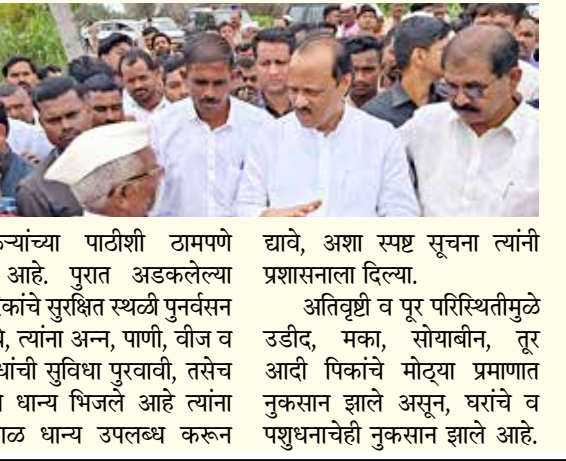 ऱ्यांच्या पाठीशी ठामपणे
आहे. पुरात अडकलेल्या
सुरक्षित स्थळी पुनर्वसन
त्यांना अन्न, पाणी, वीज व
सुविधा पुरवावी, तसेच
धान्य भिजले आहे त्यांना
धान्य उपलब्ध करून
द्यावे, अशा स्पष्ट सूचना त्यांनी
प्रशासनाला दिल्या.
अतिवृष्टी व पूर परिस्थितीमुळे
उडीद, मका, सोयाबीन, तूर
आदी पिकांचे मोठ्या प्रमाणात
नुकसान झाले असून, घरांचे व
पशुधनाचेही नुकसान झाले आहे.